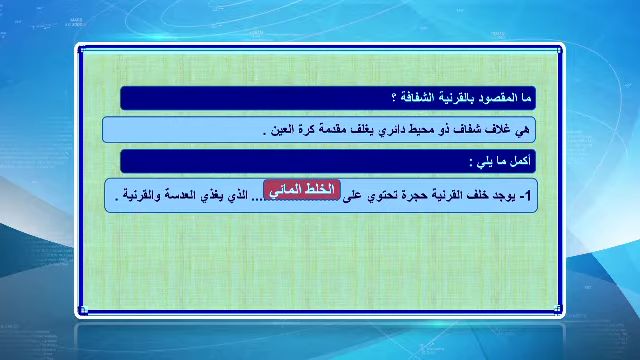 ما المقصود بالقرنية الشفافة ؟
هي غلاف شفاف ذو محيط دائري يغلف مقدمة كرة العين .
أكمل ما يلي :
1- يوجد خلف القرنية حجرة تحتوي على الخلط المائي .... الذي يغذي العدسة والقرنية .